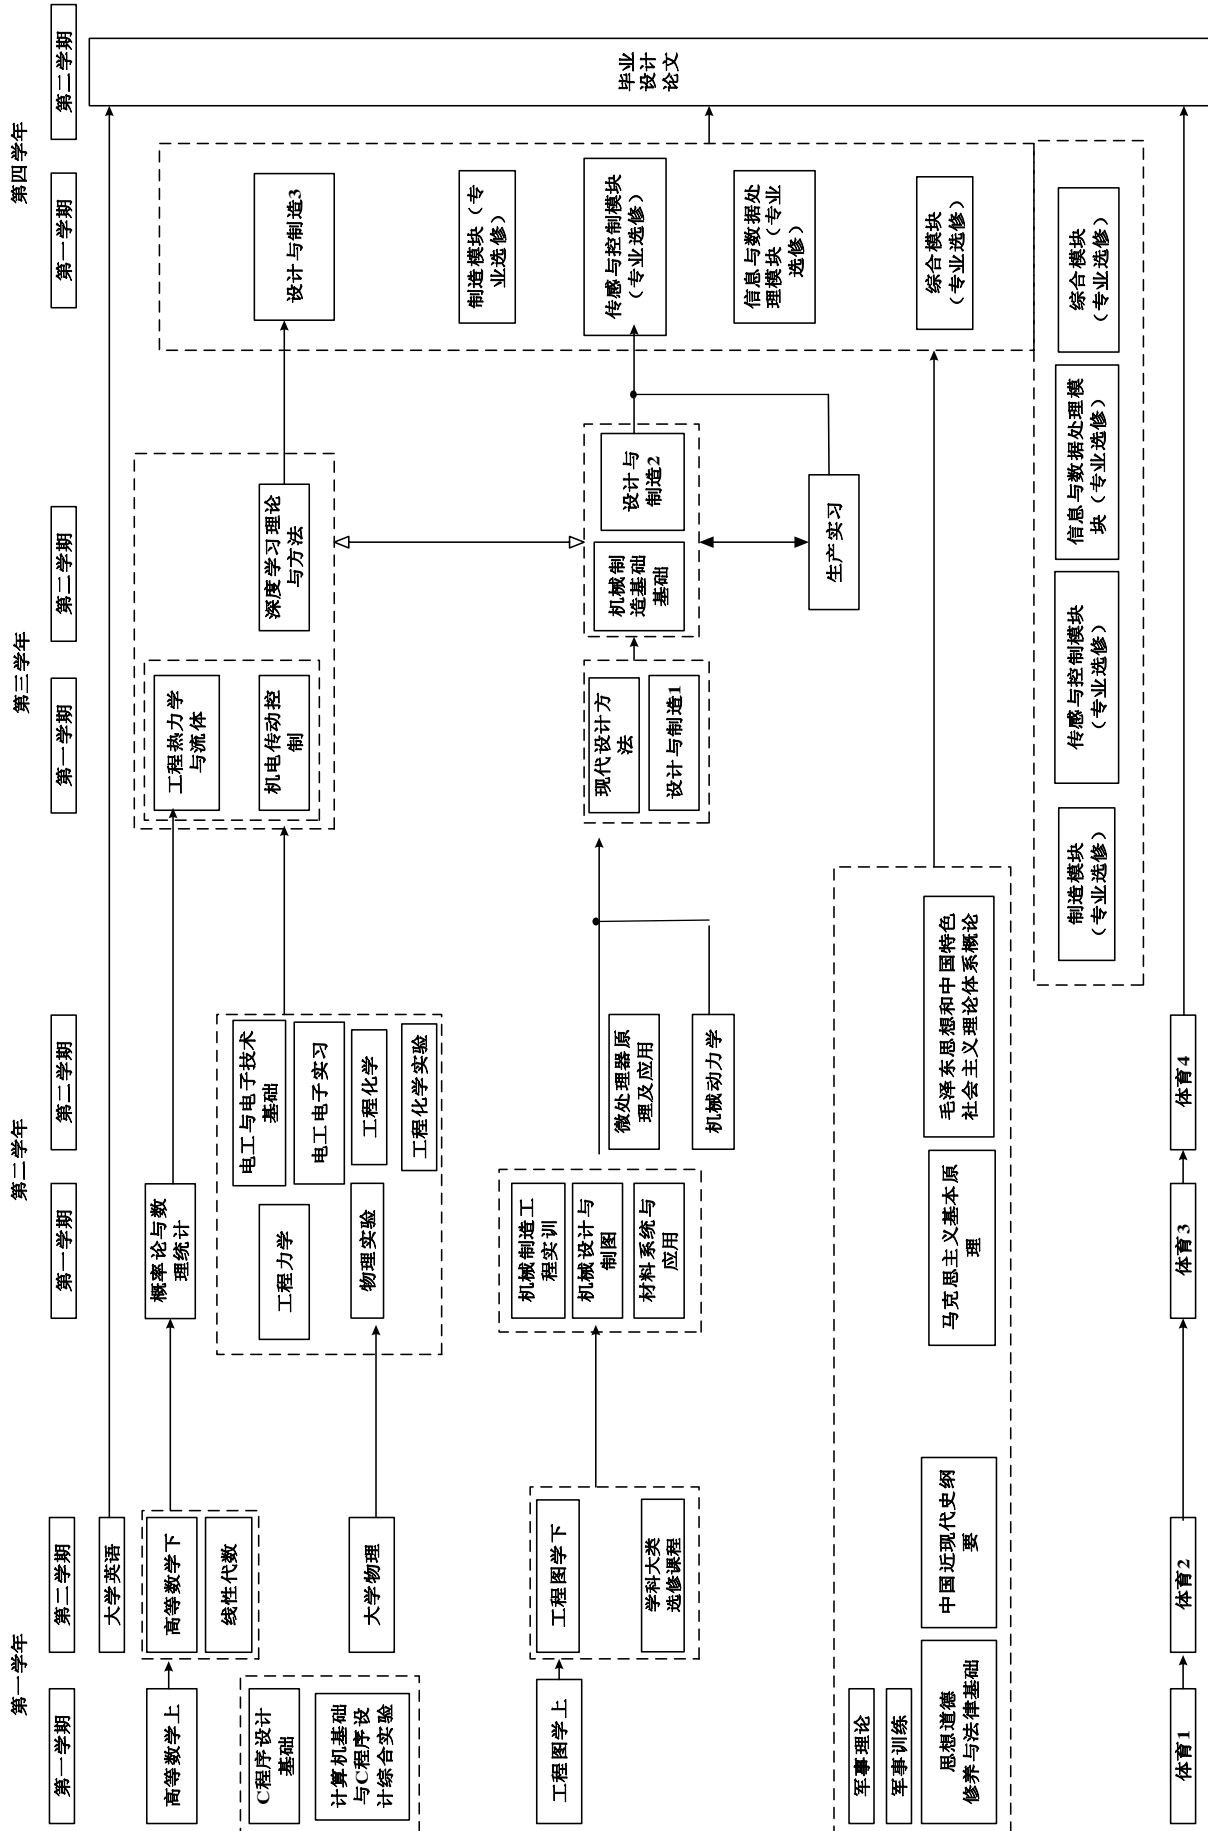 第一学年
第二学年
第三学年
第四学年
第一学期
第二学期
第一学期
第二学期
第一学期
第二学期
第一学期
第二学期
大学英语
高等数学上
高等数学下
线性代数
概率论与数
理统计
工程热力学
与流体
机电传动控
制
深度学习理论
与方法
设计与制造3
C程序设计
基础
计算机基础
与C程序设
计综合实验
大学物理
工程力学
物理实验
电工与电子技术
基础
电工电子实习
工程化学
工程化学实验
工程图学上
工程图学下
学科大类
选修课程
机械制造工
程实训
机械设计与
制图
材料系统与
应用
微处理器原
理及应用
机械动力学
现代设计方
法
设计与制造1
机械制
造基础
基础
设计与
制造2
生产实习
制造模块（专
业选修）
传感与控制模块
（专业选修）
信息与数据处
理模块（专业
选修）
综合模块
（专业选修）
毕业
设计
论文
军事理论
军事训练
思想道德
修养与法律基础
中国近现代史纲
要
马克思主义基本原
理
毛泽东思想和中国特色
社会主义理论体系概论
制造模块
（专业选修）
传感与控制模块
（专业选修）
信息与数据处理模
块（专业选修）
综合模块
（专业选修）
体育1
体育2
体育3
体育4